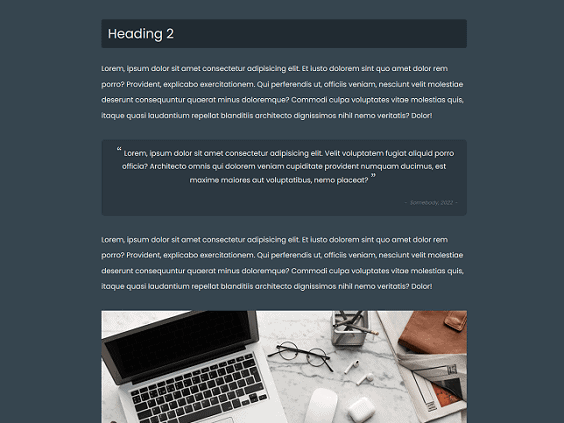 Heading 2
Lorem, ipsum dolor sit amet consectetur adipisicing elit. Et iusto dolorem sint quo amet dolor rem
porro? Provident, explicabo exercitationem. Qui perferendis ut, officiis veniam, nesciunt velit molestiae
deserunt consequuntur quaerat minus doloremque? Commodi culpa voluptates vitae molestias quis,
itaque quasi laudantium repellat blanditiis architecto dignissimos nihil nemo veritatis? Dolor!
“ Lorem, ipsum dolor sit amet consectetur adipisicing elit. Velit voluptatem fugiat aliquid porro
officia? Architecto omnis qui dolorem veniam cupiditate provident numquam ducimus, est
maxime maiores aut voluptatibus, nemo placeat? ”
— Somebody, 2022 —
Lorem, ipsum dolor sit amet consectetur adipisicing elit. Et iusto dolorem sint quo amet dolor rem
porro? Provident, explicabo exercitationem. Qui perferendis ut, officiis veniam, nesciunt velit molestiae
deserunt consequuntur quaerat minus doloremque? Commodi culpa voluptates vitae molestias quis,
itaque quasi laudantium repellat blanditiis architecto dignissimos nihil nemo veritatis? Dolor!